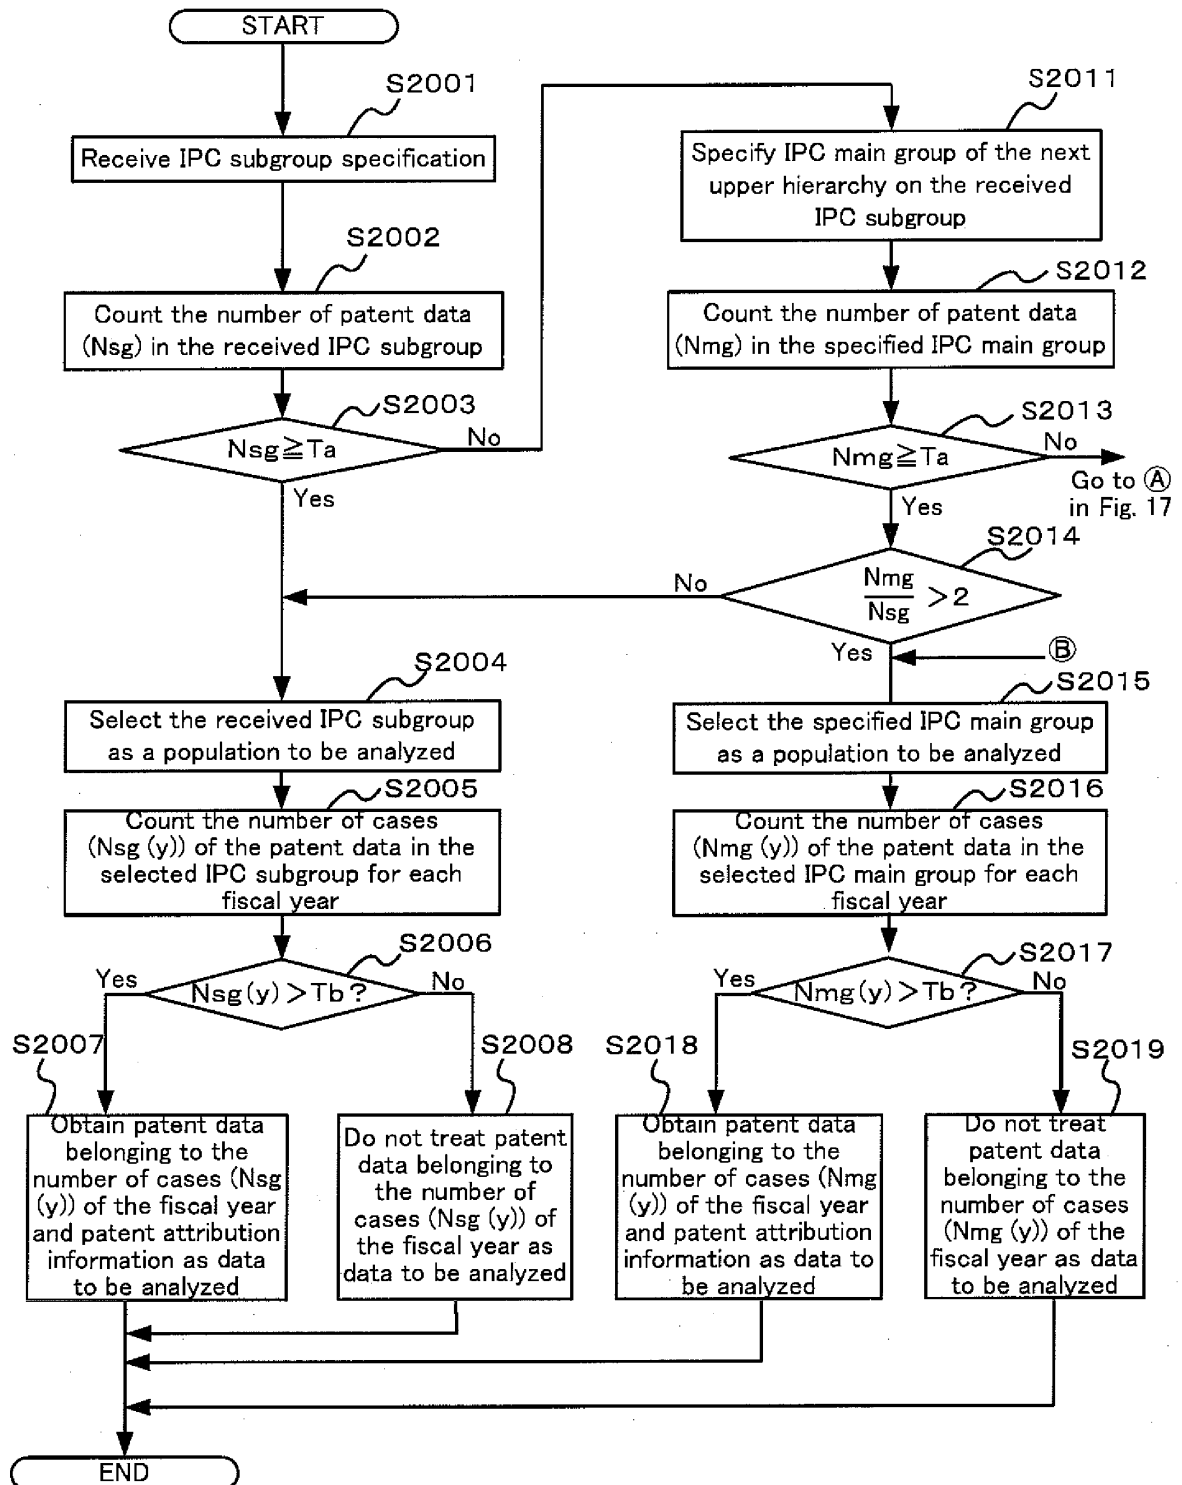 START
S2001
Receive IPC subgroup specification
S2002
Count the number of patent data
(Nsg) in the received IPC subgroup
S2003
Nsg≧Ta
No
Yes
S2011
Specify IPC main group of the next
upper hierarchy on the received
IPC subgroup
S2012
Count the number of patent data
(Nmg) in the specified IPC main group
S2013
Nmg≧Ta
No
Go to Ⓐ
in Fig. 17
Yes
S2014
Nmg
Nsg
>2
No
Yes
Ⓑ
S2004
Select the received IPC subgroup
as a population to be analyzed
S2005
Count the number of cases
(Nsg (y)) of the patent data in the
selected IPC subgroup for each
fiscal year
S2006
Nsg(y)>Tb?
Yes
No
S2007
Obtain patent data
belonging to the
number of cases (Nsg
(y)) of the fiscal year
and patent attribution
information as data
to be analyzed
S2008
Do not treat patent
data belonging to
the number of
cases (Nsg (y)) of
the fiscal year as
data to be analyzed
S2015
Select the specified IPC main group
as a population to be analyzed
S2016
Count the number of cases
(Nmg (y)) of the patent data in the
selected IPC main group for each
fiscal year
S2017
Nmg(y)>Tb?
Yes
No
S2018
Obtain patent data
belonging to the
number of cases (Nmg
(y)) of the fiscal year
and patent attribution
information as data to
be analyzed
S2019
Do not treat
patent data
belonging to the
number of cases
(Nmg (y)) of the
fiscal year as data
to be analyzed
END